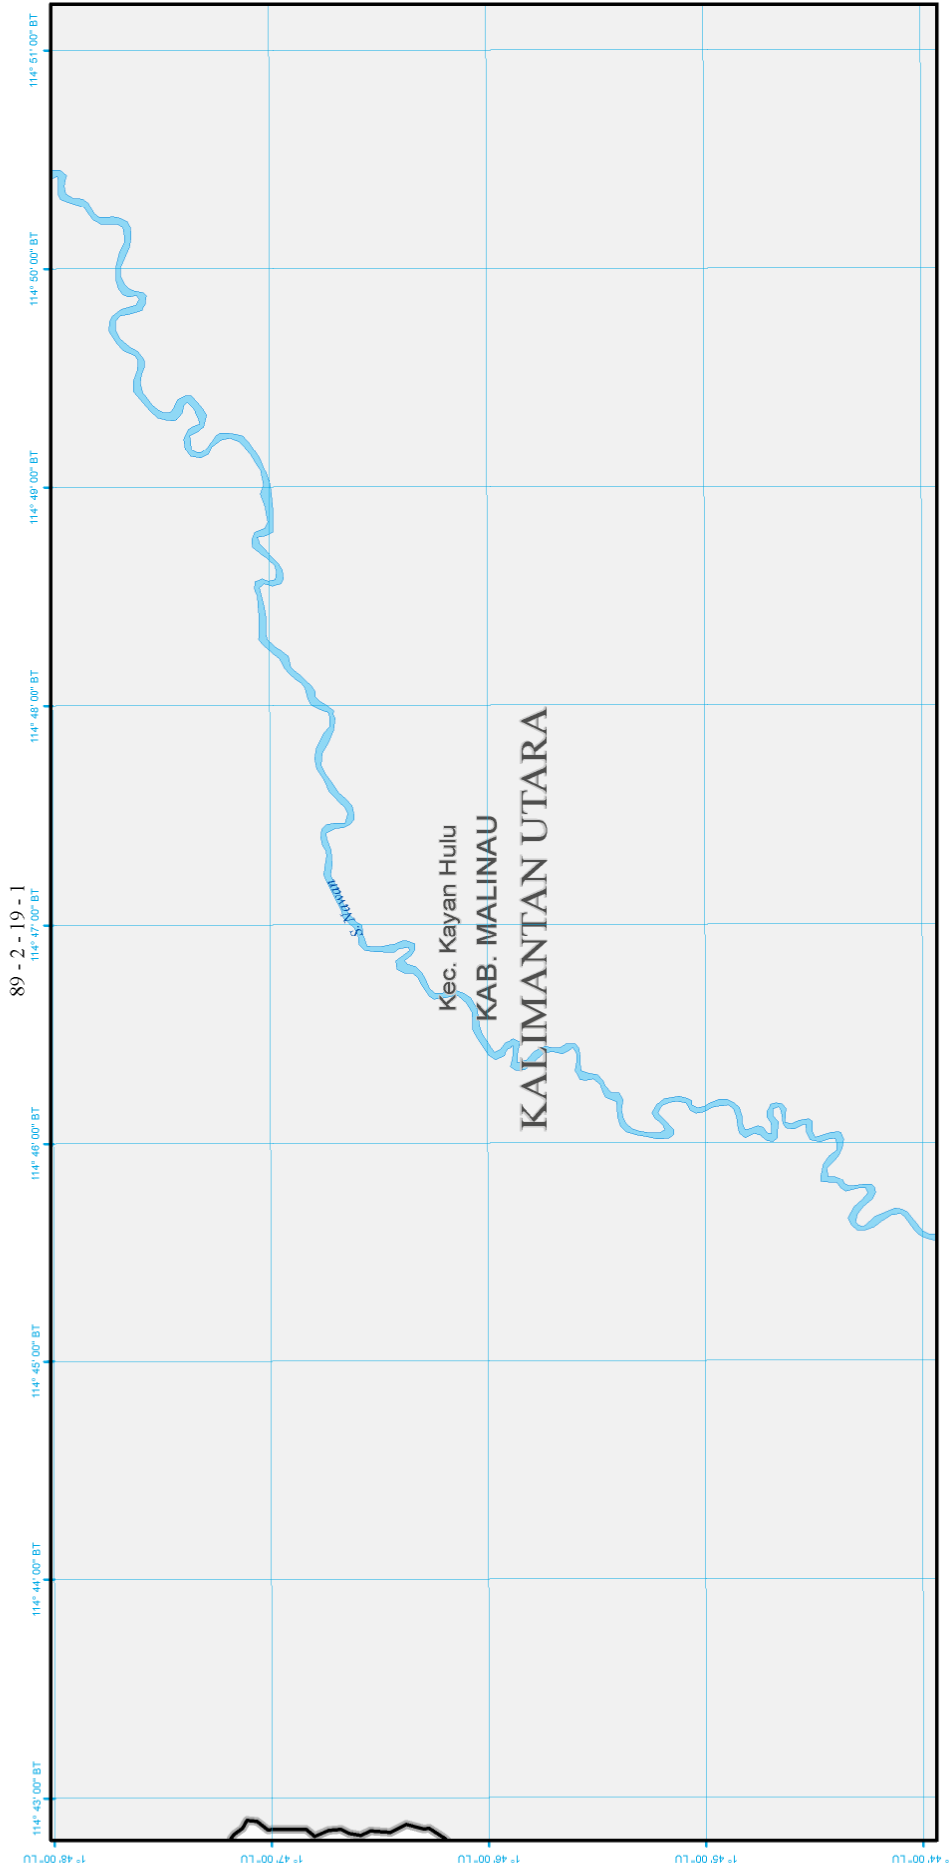 89 - 2 - 19 - 1
114° 43' 00" BT
114° 44' 00" BT
114° 45' 00" BT
114° 46' 00" BT
114° 47' 00" BT
114° 48' 00" BT
114° 49' 00" BT
114° 50' 00" BT
114° 51' 00" BT
1° 48' 00" LU
1° 47' 00" LU
1° 46' 00" LU
1° 45' 00" LU
1° 44' 00" LU
S. Nawan
Kec. Kayan Hulu
KAB. MALINAU
KALIMANTAN UTARA